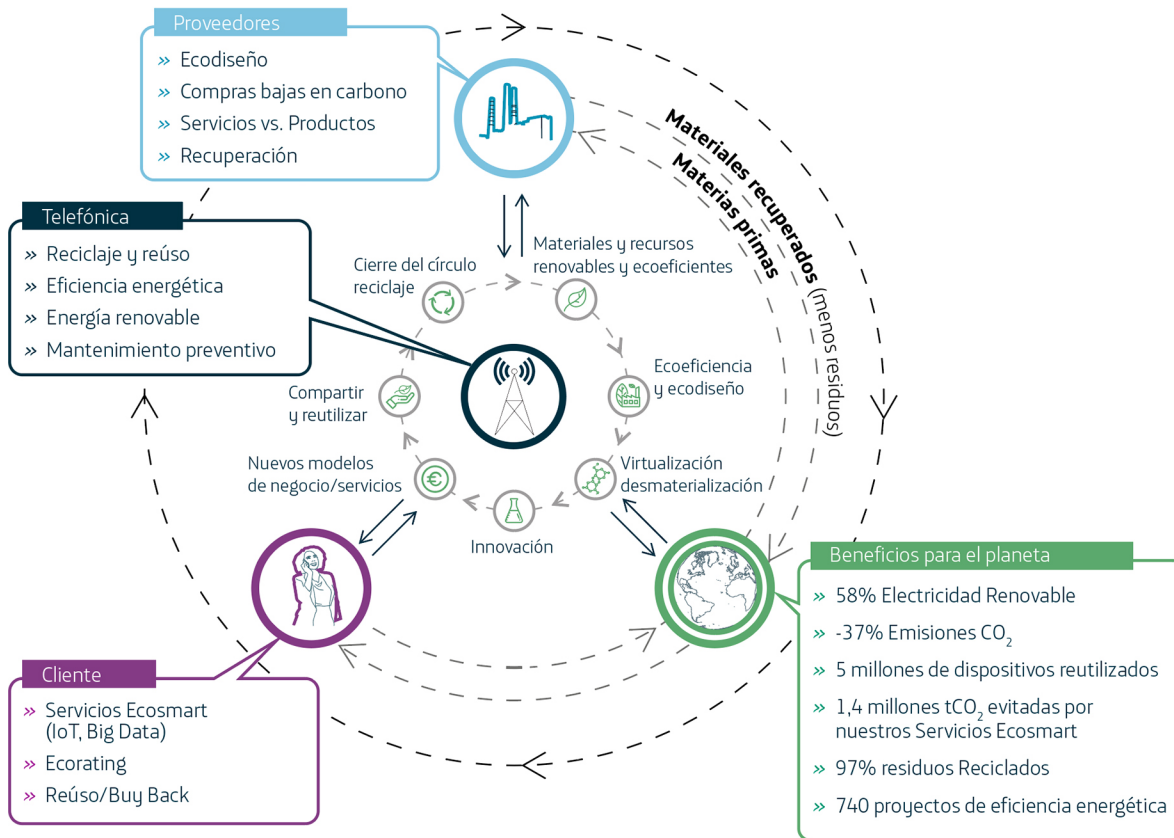 Proveedores
» Ecodiseño
» Compras bajas en carbono
» Servicios vs. Productos
» Recuperación
Telefónica
» Reciclaje y reúso
» Eficiencia energética
» Energía renovable
» Mantenimiento preventivo
Materiales recuperados (menos residuos)
Materias primas
Materiales y recursos
renovables y ecoeficientes
Cierre del círculo
reciclaje
Ecoeficiencia
y ecodiseño
Compartir
y reutilizar
Nuevos modelos
de negocio/servicios
€
Virtualización
desmaterialización
Innovación
Cliente
» Servicios Ecosmart
(IoT, Big Data)
» Ecorating
» Reúso/Buy Back
Beneficios para el planeta
» 58% Electricidad Renovable
» -37% Emisiones CO₂
» 5 millones de dispositivos reutilizados
» 1,4 millones tCO₂ evitadas por
nuestros Servicios Ecosmart
» 97% residuos Reciclados
» 740 proyectos de eficiencia energética